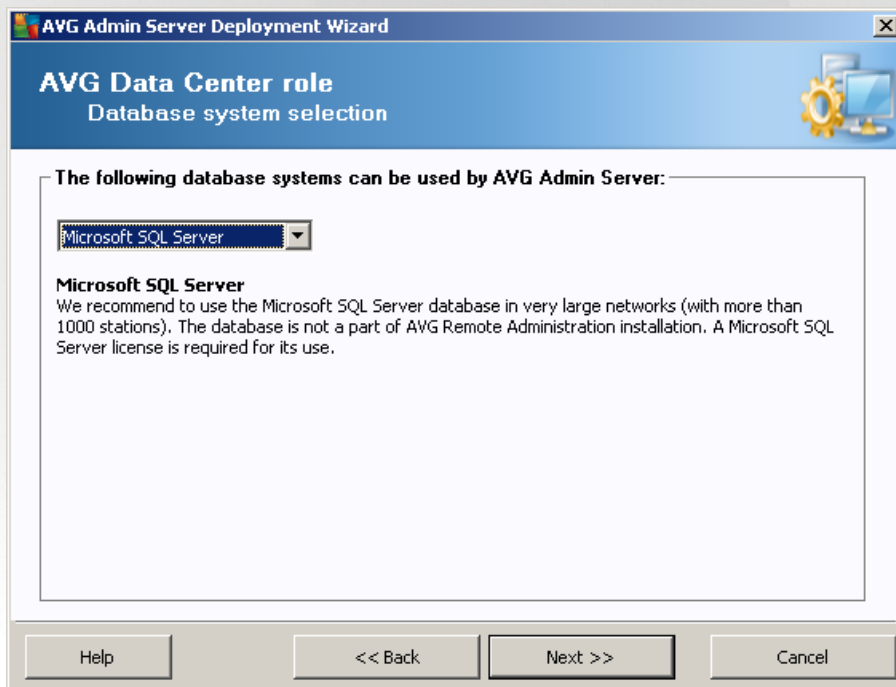 AVG Admin Server Deployment Wizard
AVG Data Center role
Database system selection
The following database systems can be used by AVG Admin Server:
Microsoft SQL Server
Microsoft SQL Server
We recommend to use the Microsoft SQL Server database in very large networks (with more than
1000 stations). The database is not a part of AVG Remote Administration installation. A Microsoft SQL
Server license is required for its use.
Help
<< Back
Next >>
Cancel